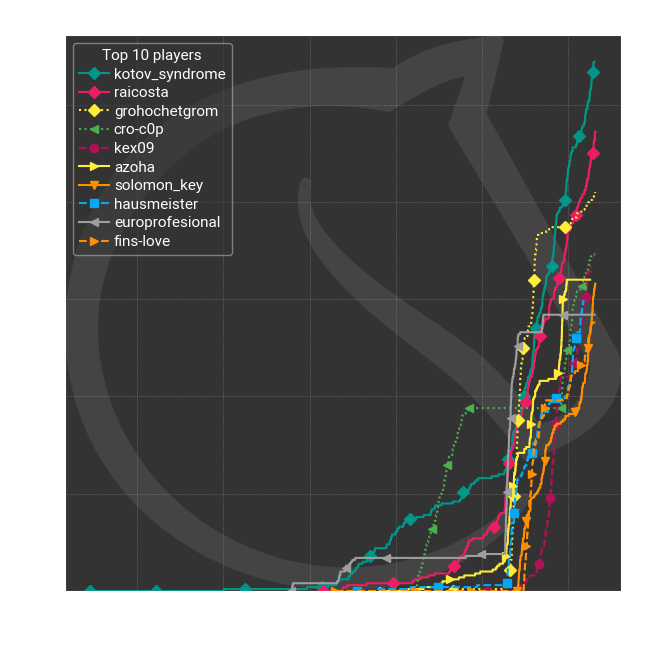 Top 10 players
kotov_syndrome
raicosta
grohochetgrom
cro-c0p
kex09
azoha
solomon_key
hausmeister
europrofesional
fins-love